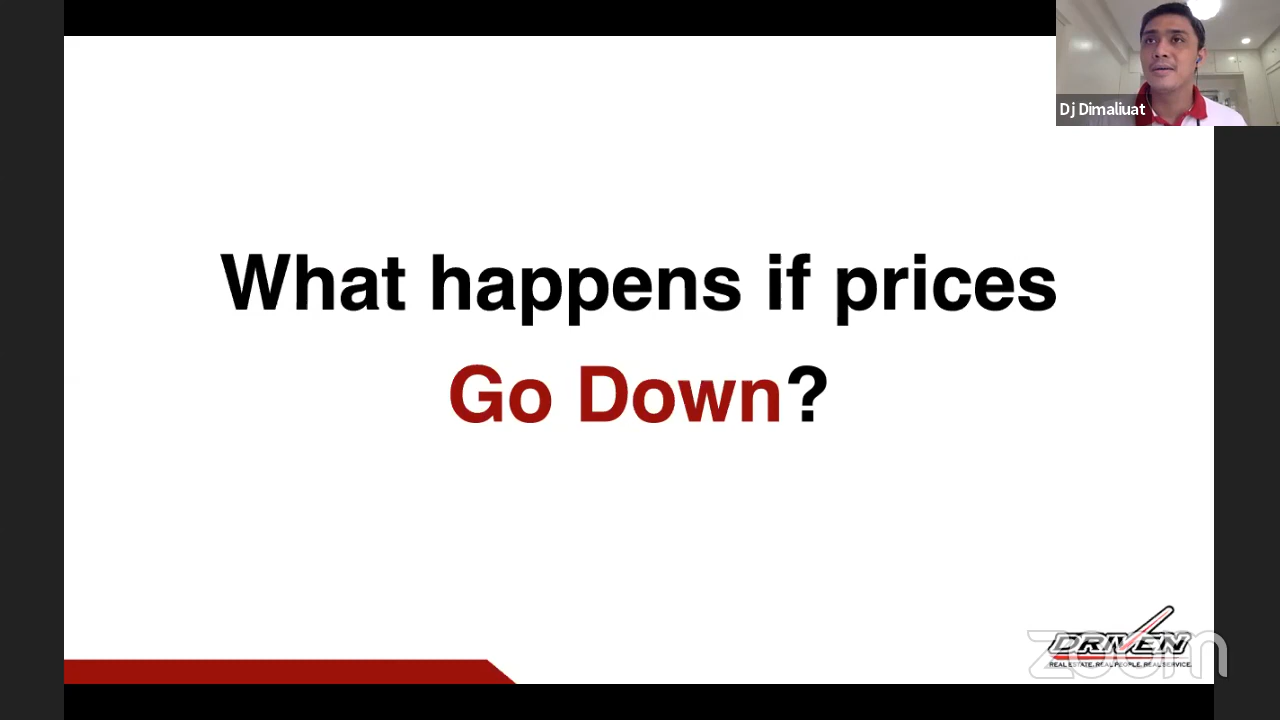 Dj Dimaliuat
What happens if prices
Go Down?
DRIVEN
REAL ESTATE. REAL PEOPLE. REAL SERVICE.
zoom